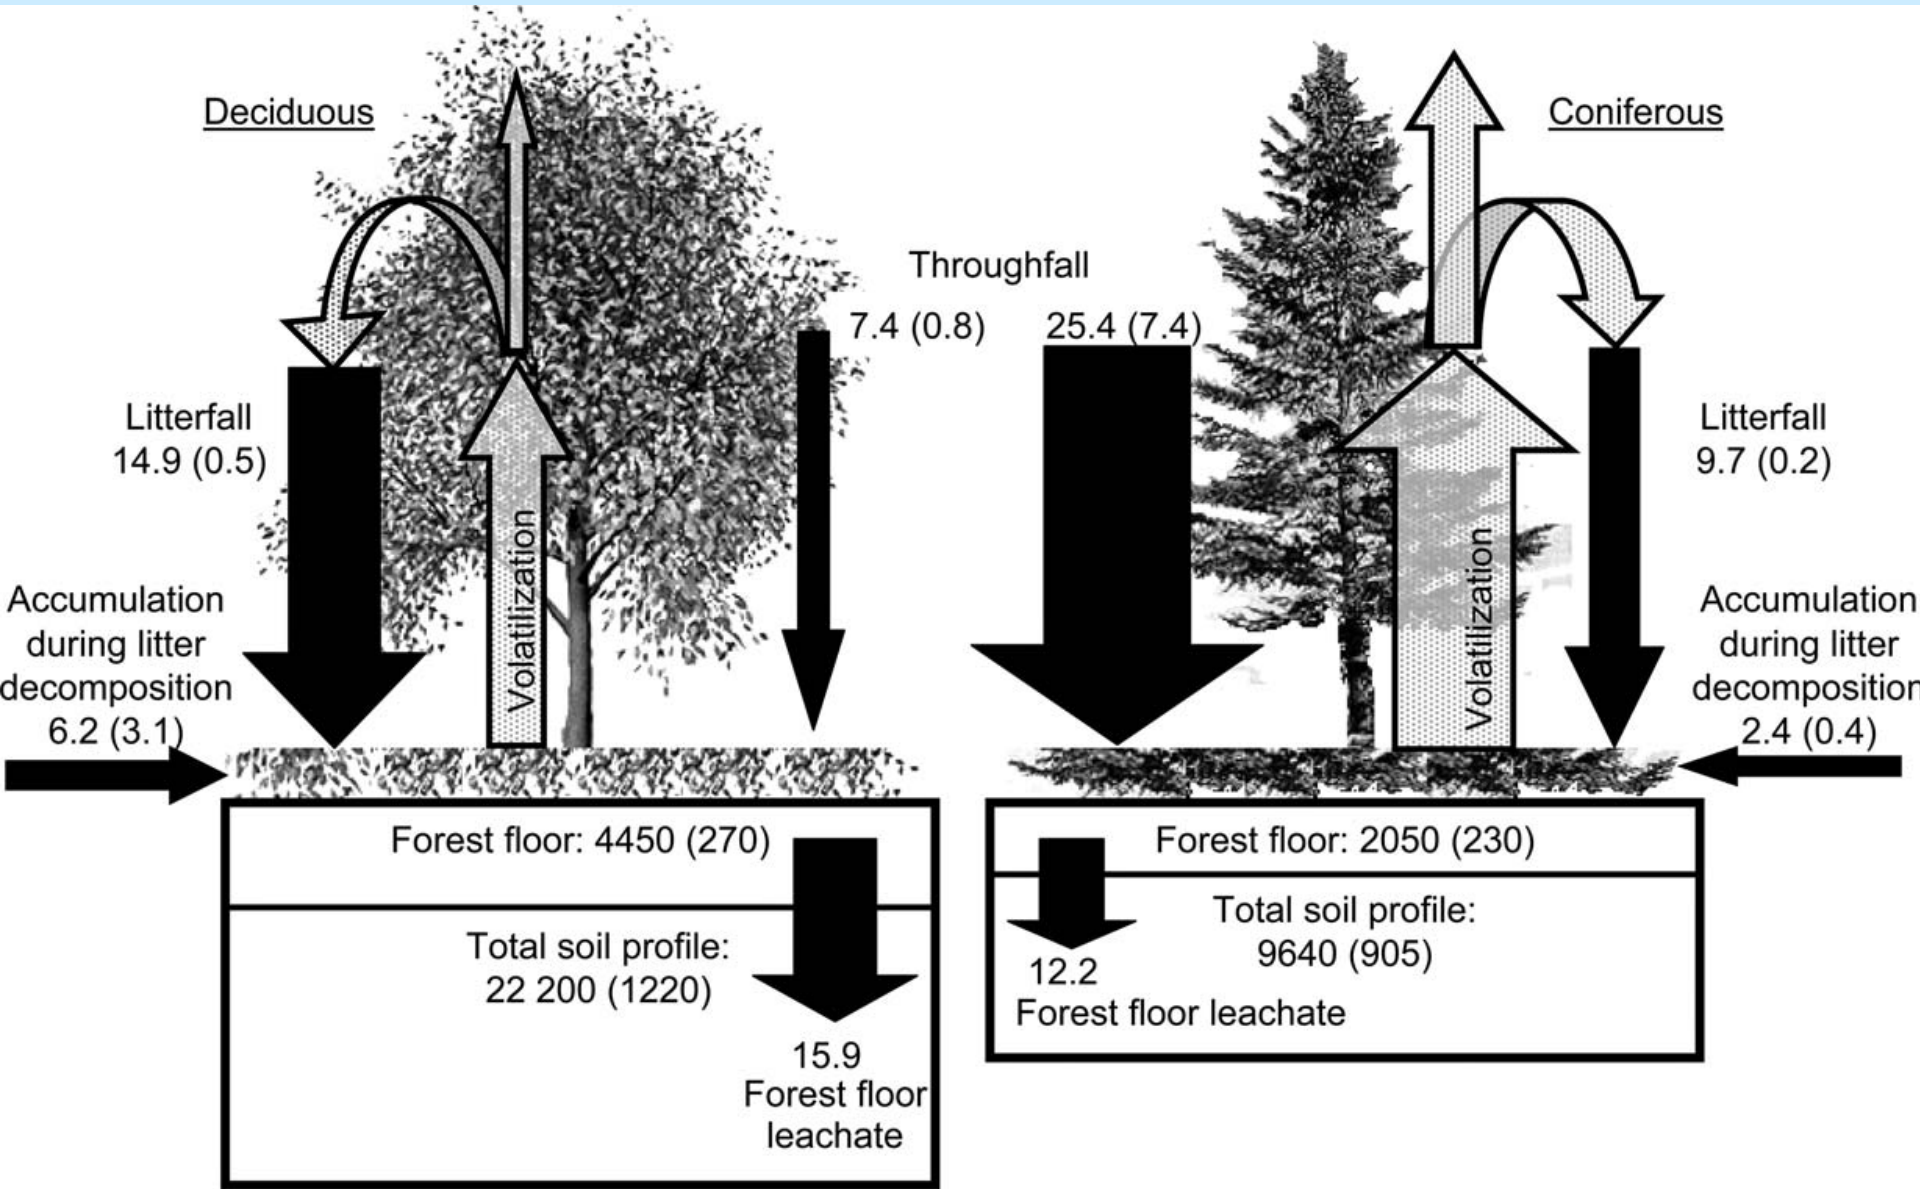 Deciduous
Coniferous
Throughfall
7.4 (0.8)
25.4 (7.4)
Litterfall
14.9 (0.5)
Litterfall
9.7 (0.2)
Volatilization
Volatilization
Accumulation
during litter
decomposition
6.2 (3.1)
Accumulation
during litter
decomposition
2.4 (0.4)
Forest floor: 4450 (270)
Total soil profile:
22 200 (1220)
15.9
Forest floor
leachate
Forest floor: 2050 (230)
Total soil profile:
9640 (905)
12.2
Forest floor leachate